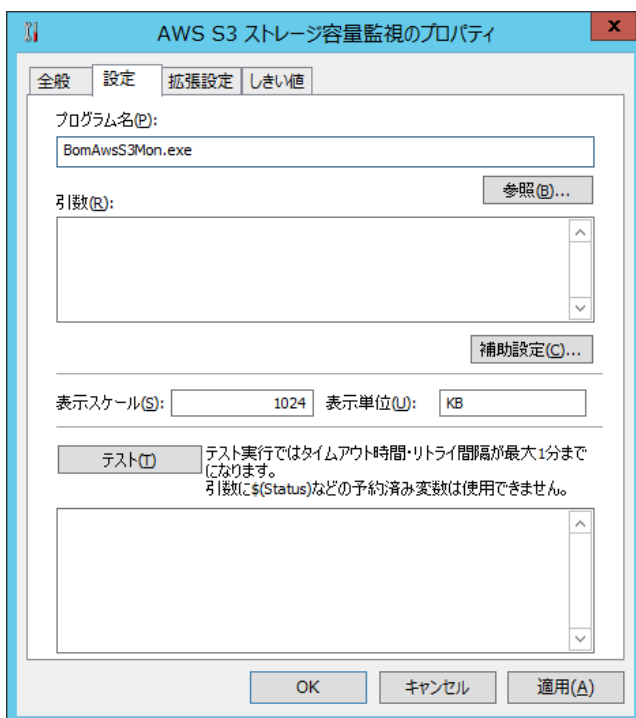 AWS S3 ストレージ容量監視のプロパティ
x
全般 設定 拡張設定 しきい値
プログラム名(P):
BomAwsS3Mon.exe
参照(B)...
引数(R):
補助設定(C)...
表示スケール(S): 1024 表示単位(U): KB
テスト(T)
テスト実行ではタイムアウト時間・リトライ間隔が最大1分まで
になります。
引数に$(Status)などの予約済み変数は使用できません。
OK キャンセル 適用(A)